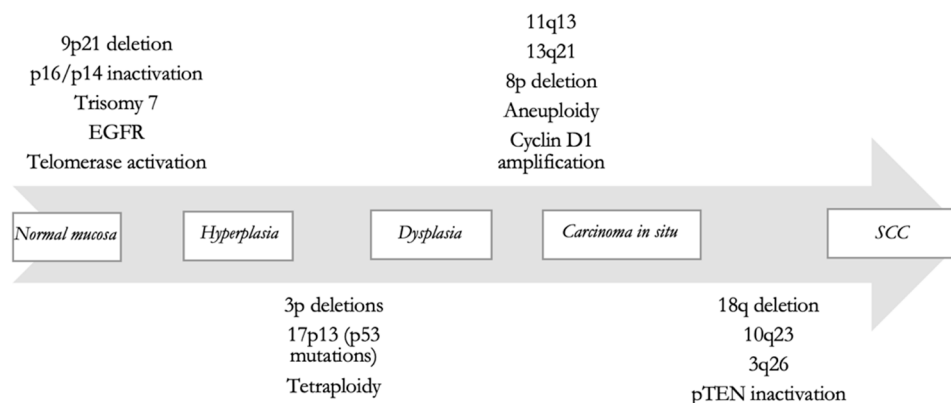 9p21 deletion
p16/p14 inactivation
Trisomy 7
EGFR
Telomerase activation
11q13
13q21
8p deletion
Aneuploidy
Cyclin D1
amplification
Normal mucosa
Hyperplasia
Dysplasia
Carcinoma in situ
SCC
3p deletions
17p13 (p53
mutations)
Tetraploidy
18q deletion
10q23
3q26
pTEN inactivation